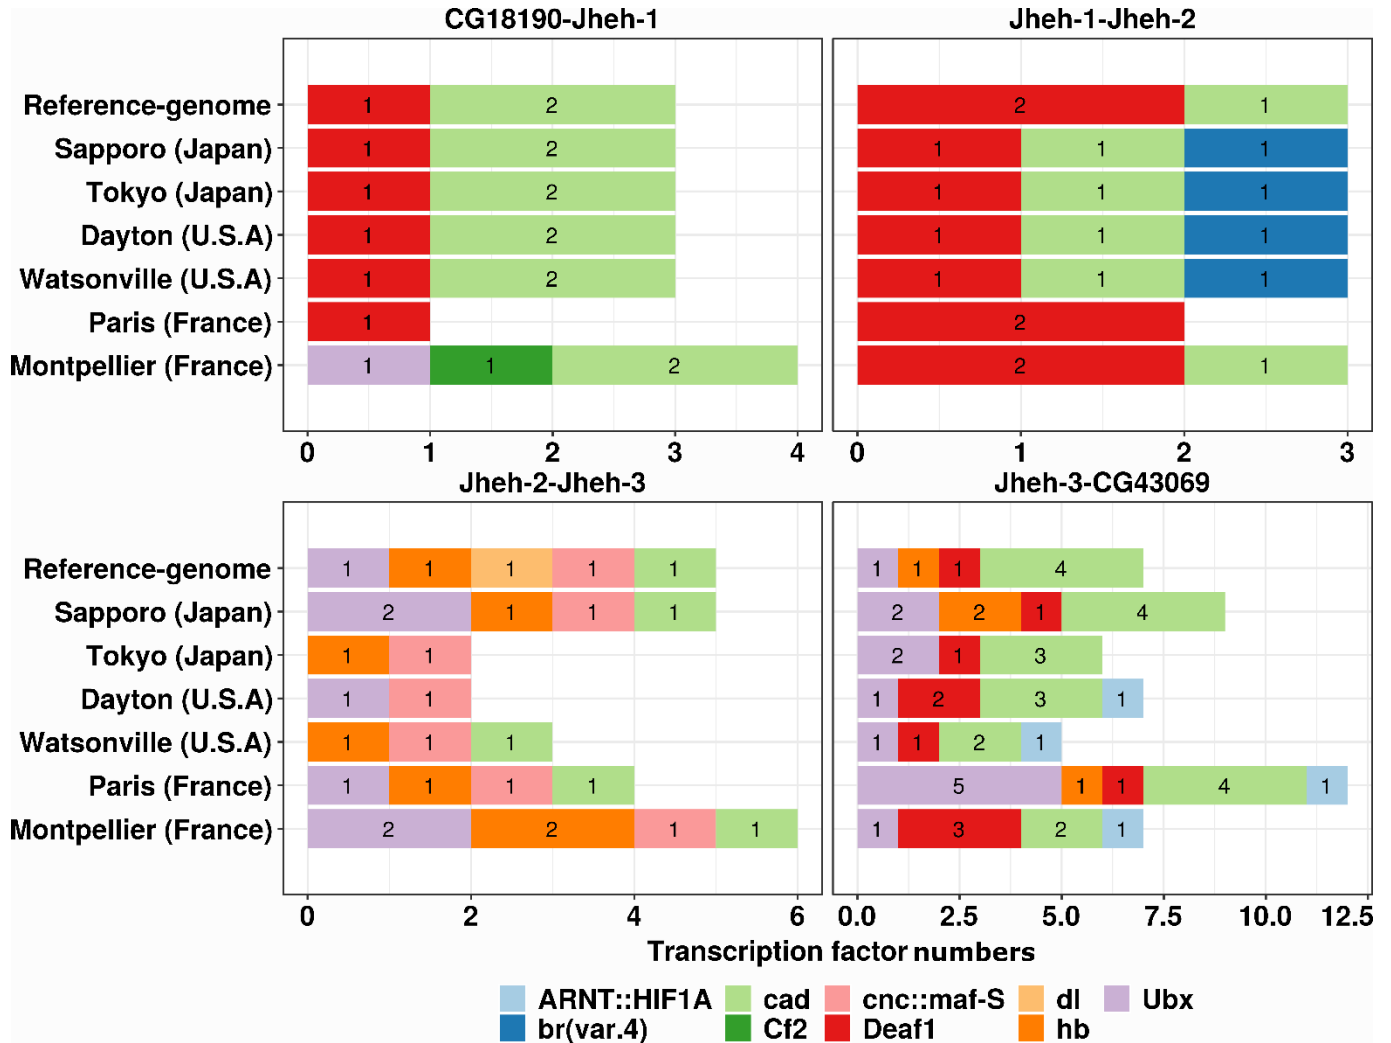 CG18190-Jheh-1 Jheh-1-Jheh-2
Reference-genome 1 2 2 1
Sapporo (Japan) 1 2 1 1 1
Tokyo (Japan) 1 2 1 1 1
Dayton (U.S.A) 1 2 1 1 1
Watsonville (U.S.A) 1 2 1 1 1
Paris (France) 1 2
Montpellier (France) 1 1 2 2 1
0 1 2 3 4 0 1 2 3
Jheh-2-Jheh-3 Jheh-3-CG43069
Reference-genome 1 1 1 1 1 1 1 1 4
Sapporo (Japan) 2 1 1 1 2 2 1 4
Tokyo (Japan) 1 1 2 1 3
Dayton (U.S.A) 1 1 1 2 3 1
Watsonville (U.S.A) 1 1 1 1 1 2 1
Paris (France) 1 1 1 1 5 1 1 4 1
Montpellier (France) 2 2 1 1 1 3 2 1
0 2 4 6 0.0 2.5 5.0 7.5 10.0 12.5
Transcription factor numbers
ARNT::HIF1A cad cnc::maf-S dl Ubx
br(var.4) Cf2 Deaf1 hb